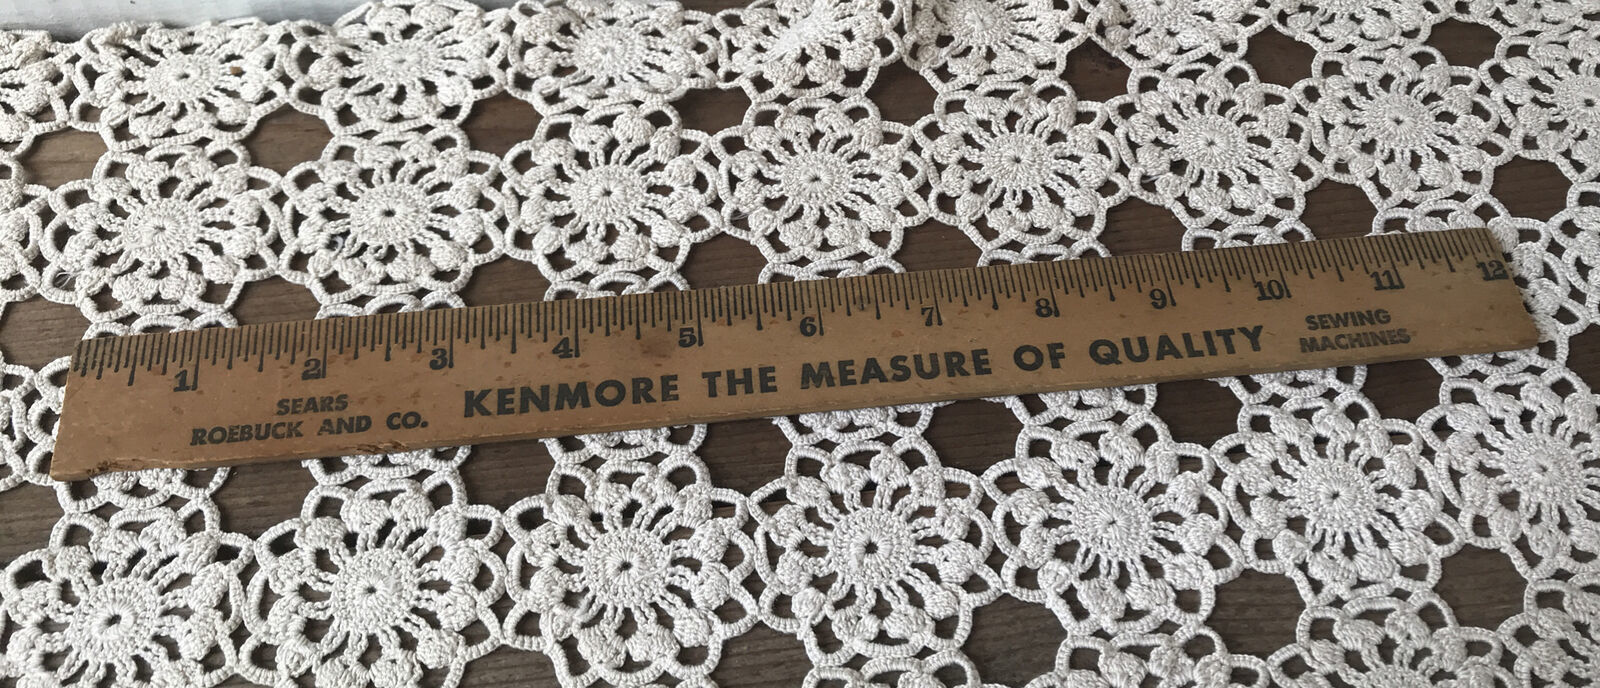 1 2 3 4 5 6 7 8 9 10 11 12
SEARS
ROEBUCK AND CO.
KENMORE THE MEASURE OF QUALITY
SEWING
MACHINES